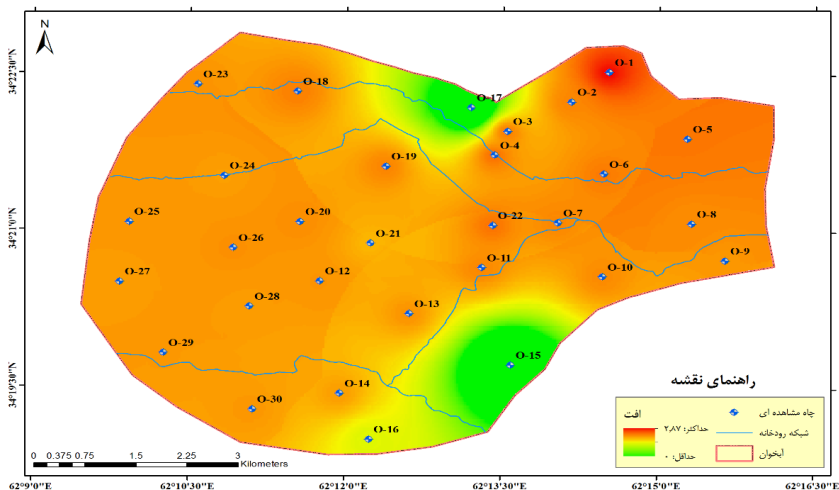 N
34°22'30"N
34°21'0"N
34°19'30"N
O-1
O-2
O-17
O-18
O-23
O-3
O-4
O-5
O-6
O-19
O-24
O-25
O-20
O-22
O-7
O-8
O-26
O-21
O-9
O-11
O-10
O-27
O-12
O-28
O-13
O-29
O-15
O-14
O-30
O-16
راهنمای نقشه
چاه مشاهده ای
شبکه رودخانه
آبخوان
افت
حداکثر: ۲٫۸۷
حداقل: ۰
0 0.375 0.75 1.5 2.25 3
Kilometers
62°9'0"E 62°10'30"E 62°12'0"E 62°13'30"E 62°15'0"E 62°16'30"E